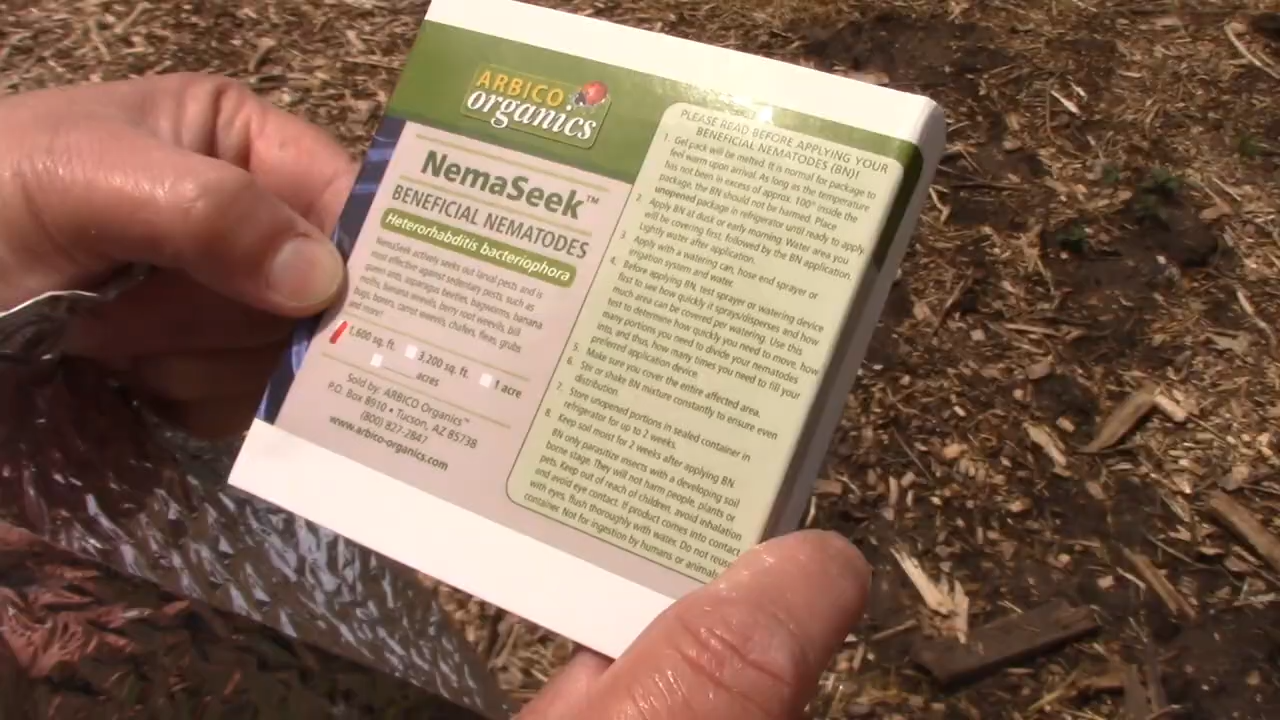 ARBICO
organics
NemaSeek™
BENEFICIAL NEMATODES
Heterorhabditis bacteriophora
NemaSeek actively seeks out larval pests and is
most effective against sedentary pests, such as
queen ants, asparagus beetles, bagworms, banana
moths, banana weevils, berry root weevils, bill
bugs, borers, carrot weevils, chafers, fleas, grubs
and more!
1,600 sq. ft. 3,200 sq. ft. 1 acre
acres
Sold by: ARBICO Organics™
P.O. Box 8910 • Tucson, AZ 85738
(800) 827-2847
www.arbico-organics.com
PLEASE READ BEFORE APPLYING YOUR
BENEFICIAL NEMATODES (BN)!
1. Gel pack will be melted. It is normal for package to
feel warm upon arrival. As long as the temperature
has not been in excess of approx. 100° inside the
package, the BN should not be harmed. Place
unopened package in refrigerator until ready to apply.
2. Apply BN at dusk or early morning. Water area you
will be covering first, followed by the BN application.
Lightly water after application.
3. Apply with a watering can, hose end sprayer or
irrigation system and water.
4. Before applying BN, test sprayer or watering device
first to see how quickly it sprays/disperses and how
much area can be covered per watering. Use this
test to determine how quickly you need to move, how
many portions you need to divide your nematodes
into, and thus, how many times you need to fill your
preferred application device.
5. Make sure you cover the entire affected area.
6. Stir or shake BN mixture constantly to ensure even
distribution.
7. Store unopened portions in sealed container in
refrigerator for up to 2 weeks.
8. Keep soil moist for 2 weeks after applying BN.
BN only parasitize insects with a developing soil
borne stage. They will not harm people, plants or
pets. Keep out of reach of children, avoid inhalation
and avoid eye contact. If product comes into contact
with eyes, flush thoroughly with water. Do not reuse
container. Not for ingestion by humans or animals.